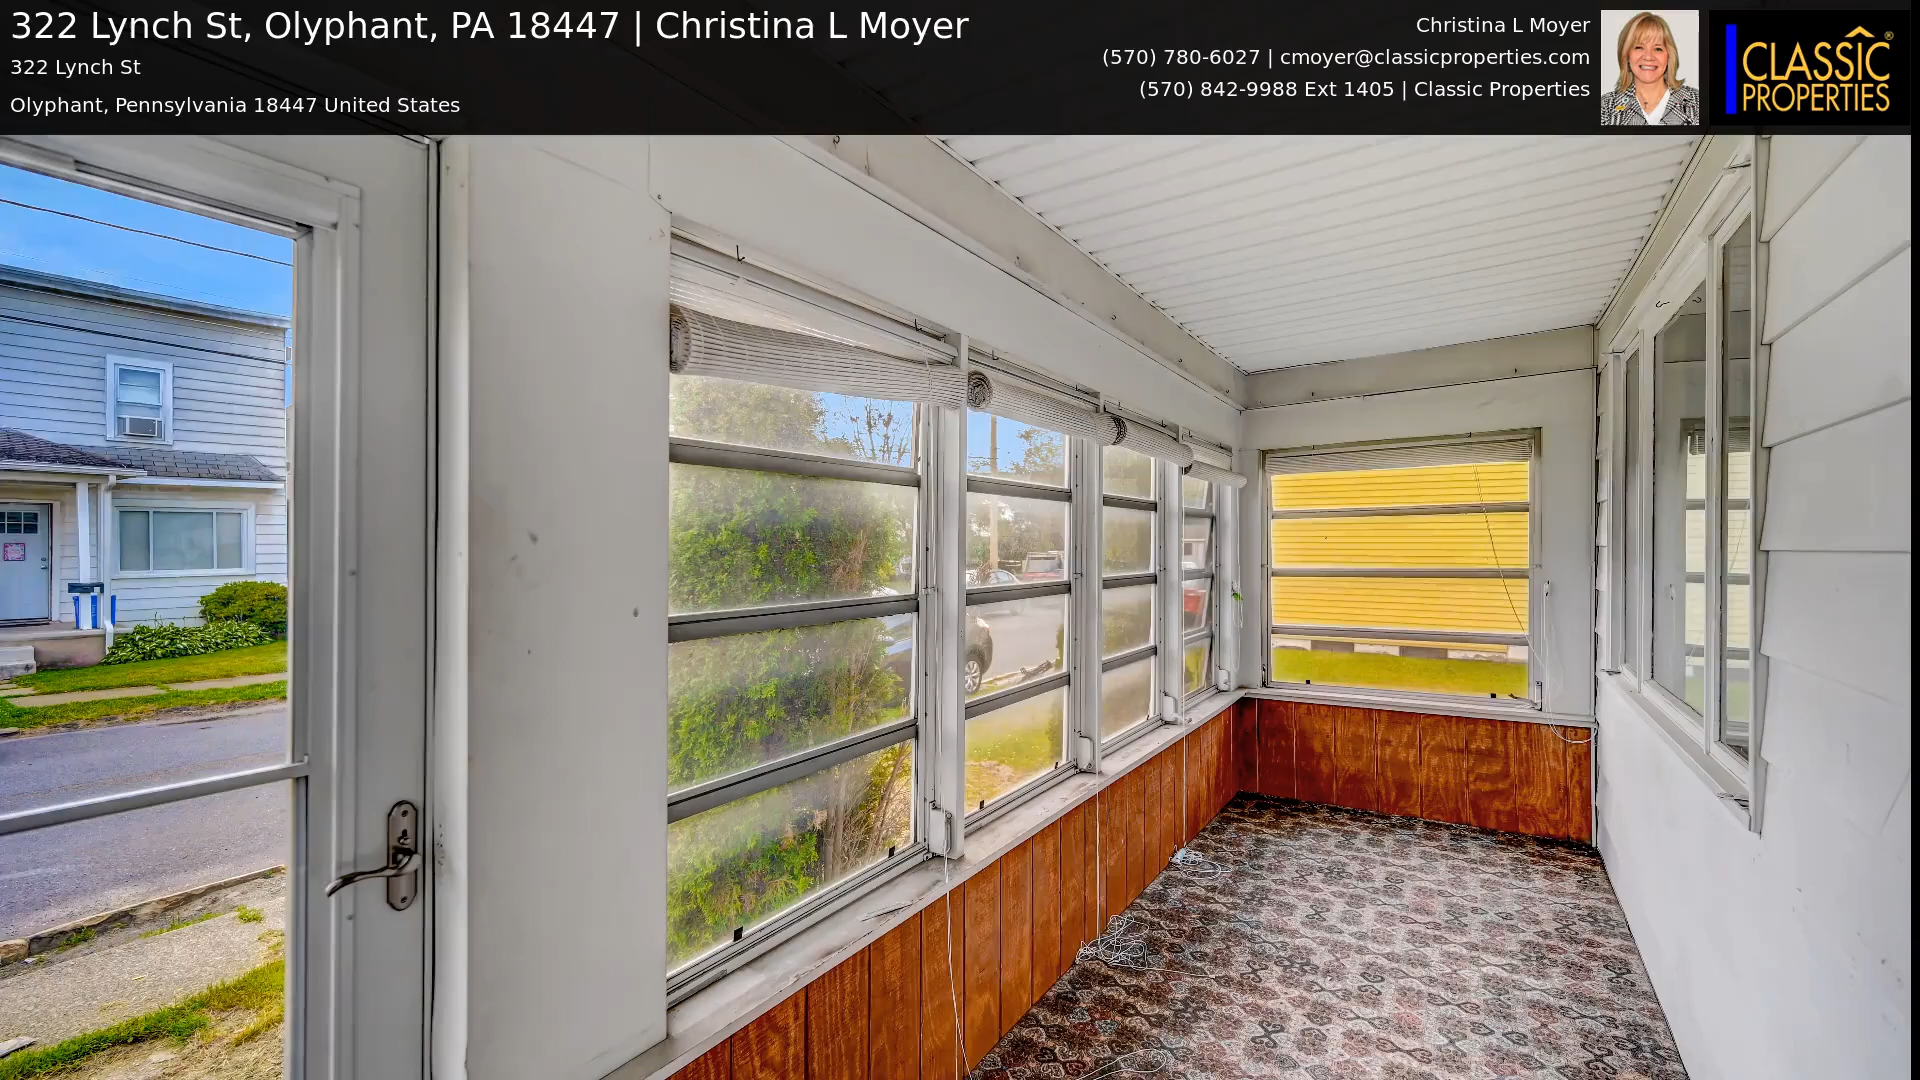 322 Lynch St, Olyphant, PA 18447 | Christina L Moyer
322 Lynch St
Olyphant, Pennsylvania 18447 United States
Christina L Moyer
(570) 780-6027 | cmoyer@classicproperties.com
(570) 842-9988 Ext 1405 | Classic Properties
CLASSIC®
PROPERTIES